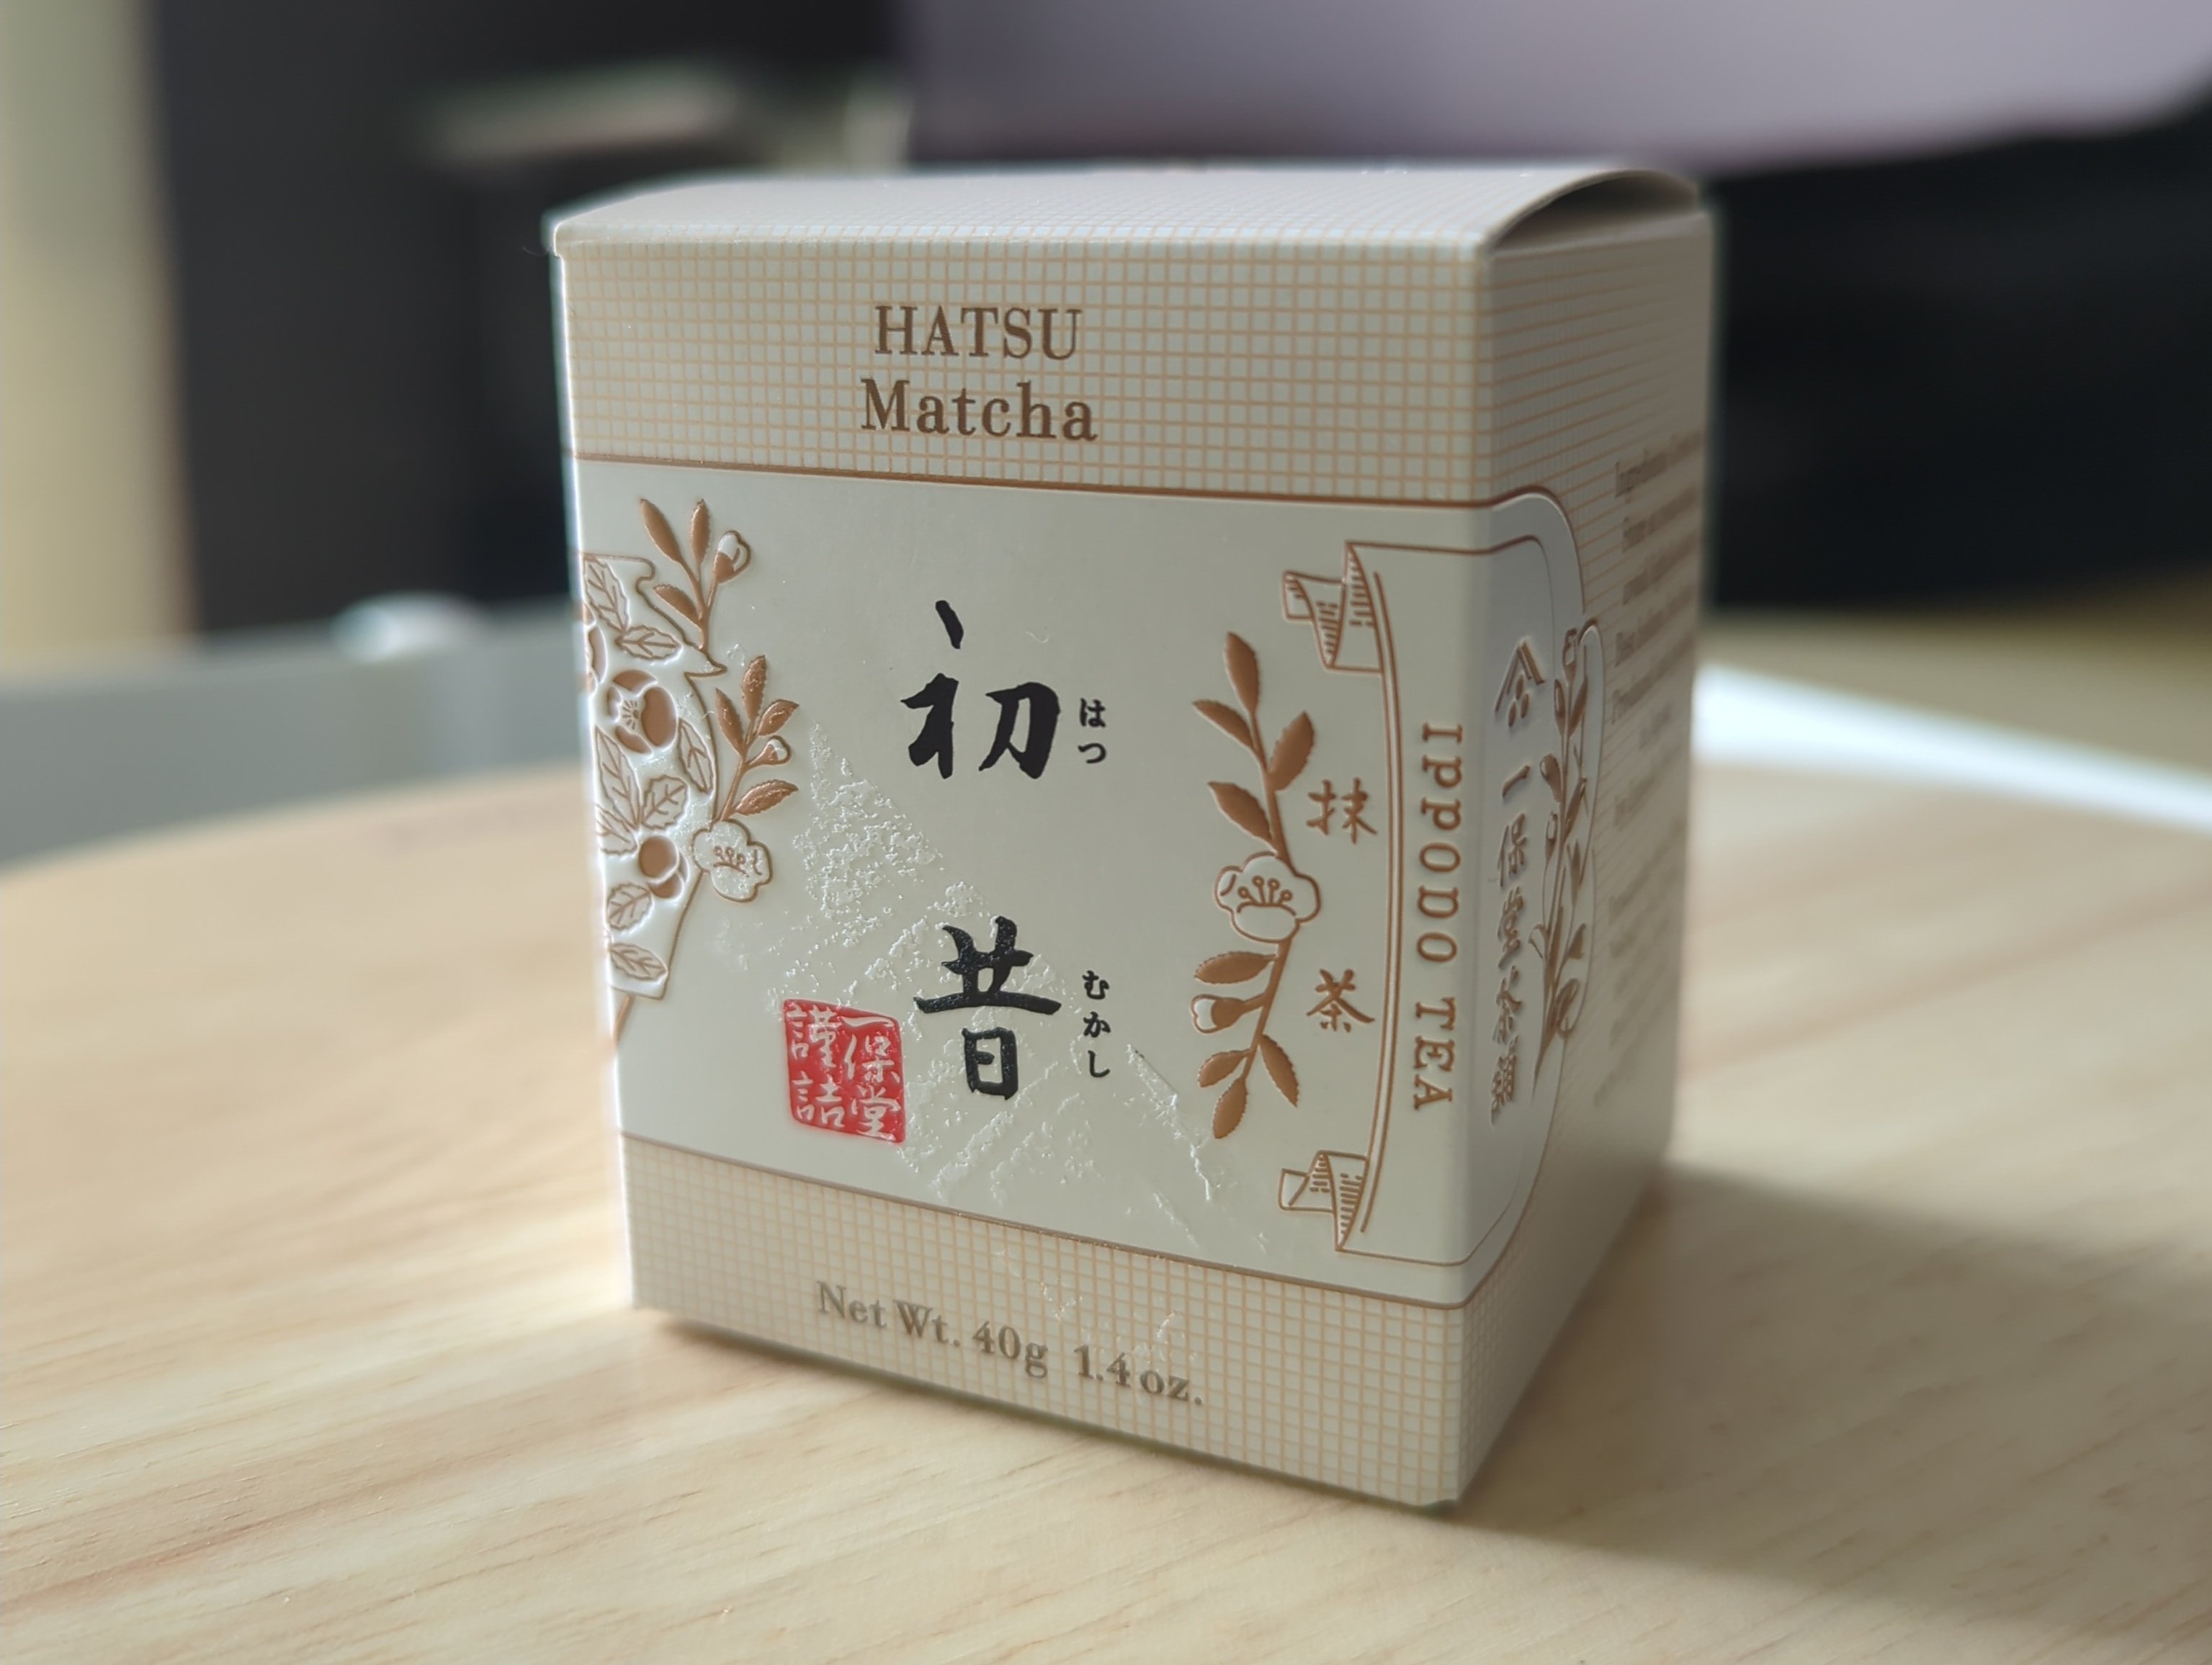 HATSU
Matcha
初昔
はつ
むかし
一保堂
謹詰
抹茶
IPPODO TEA
一保堂茶舗
Net Wt. 40g 1.4 oz.